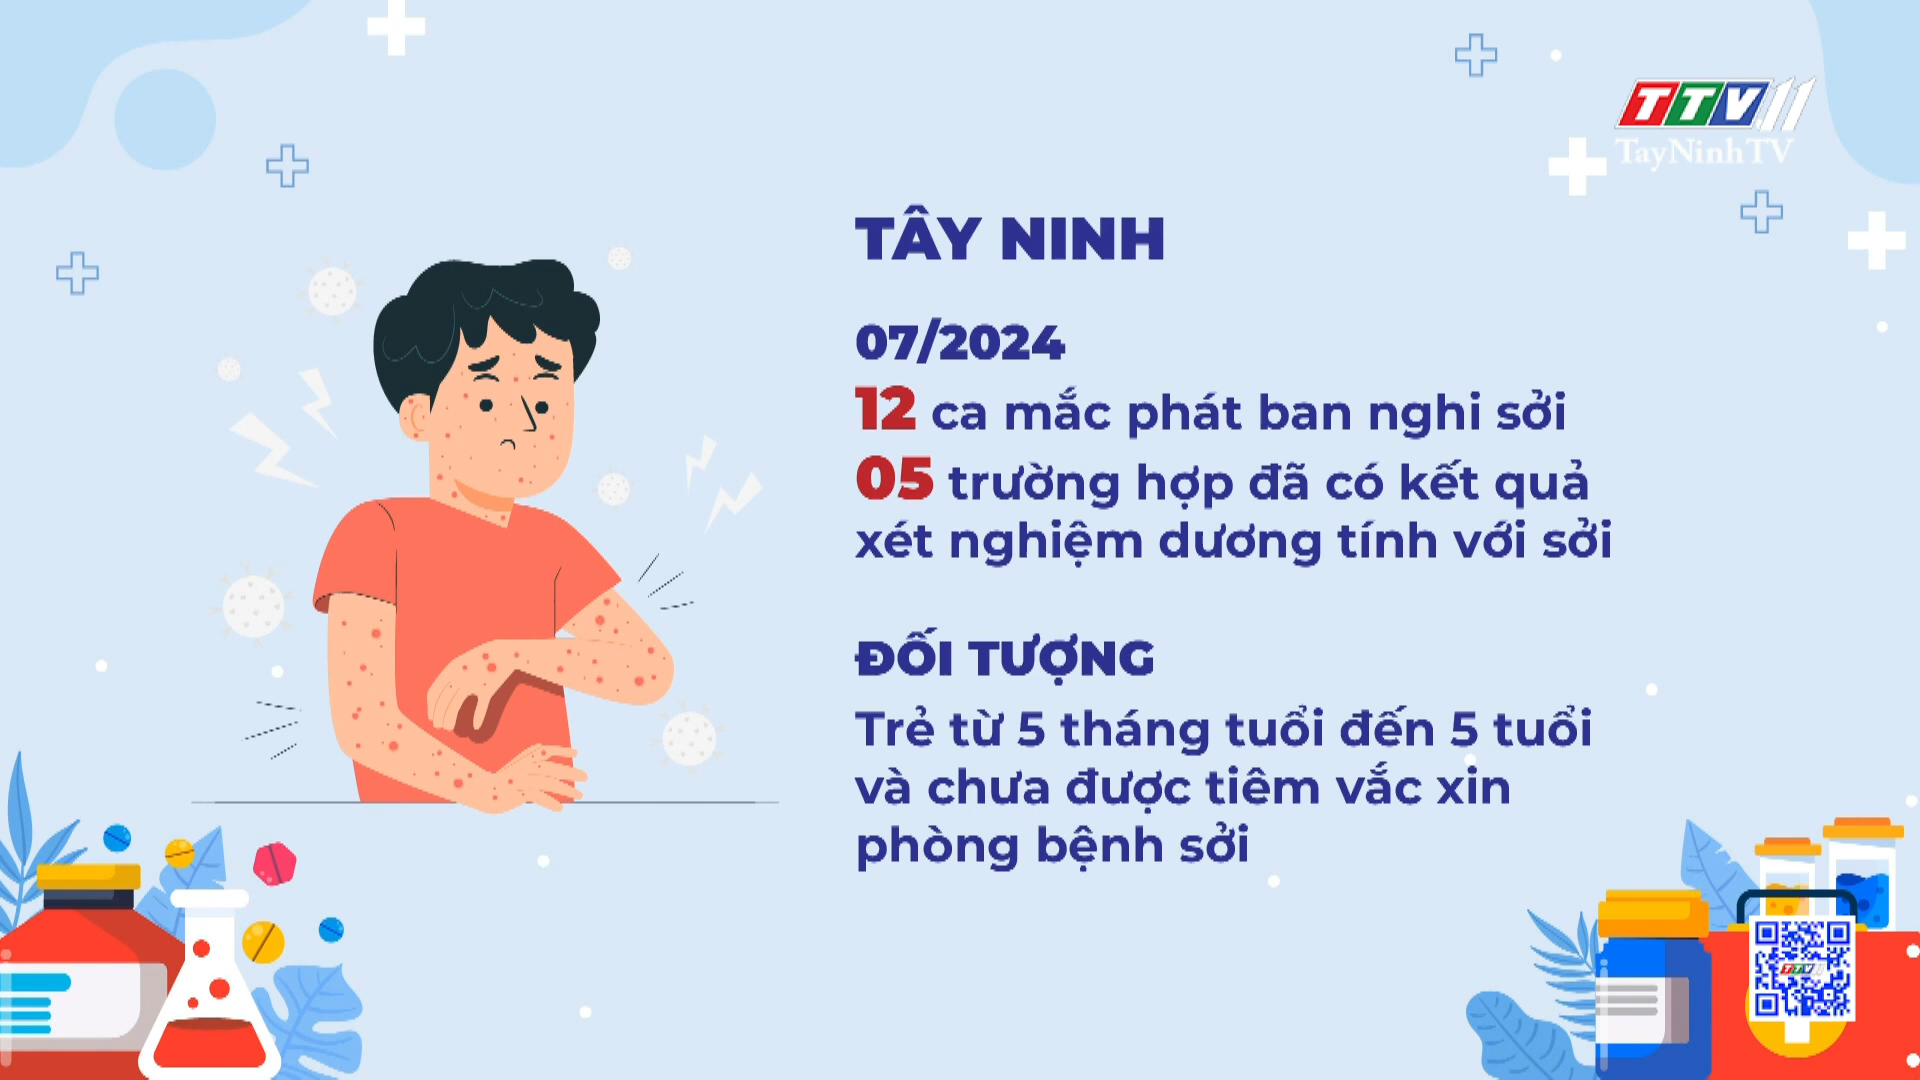 TTV11
TayNinhTV
TÂY NINH
07/2024
12 ca mắc phát ban nghi sởi
05 trường hợp đã có kết quả
xét nghiệm dương tính với sởi
ĐỐI TƯỢNG
Trẻ từ 5 tháng tuổi đến 5 tuổi
và chưa được tiêm vắc xin
phòng bệnh sởi
TTV11